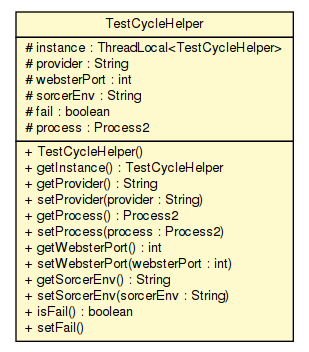 TestCycleHelper
# instance : ThreadLocal<TestCycleHelper>
# provider : String
# websterPort : int
# sorcerEnv : String
# fail : boolean
# process : Process2
+ TestCycleHelper()
+ getInstance() : TestCycleHelper
+ getProvider() : String
+ setProvider(provider : String)
+ getProcess() : Process2
+ setProcess(process : Process2)
+ getWebsterPort() : int
+ setWebsterPort(websterPort : int)
+ getSorcerEnv() : String
+ setSorcerEnv(sorcerEnv : String)
+ isFail() : boolean
+ setFail()